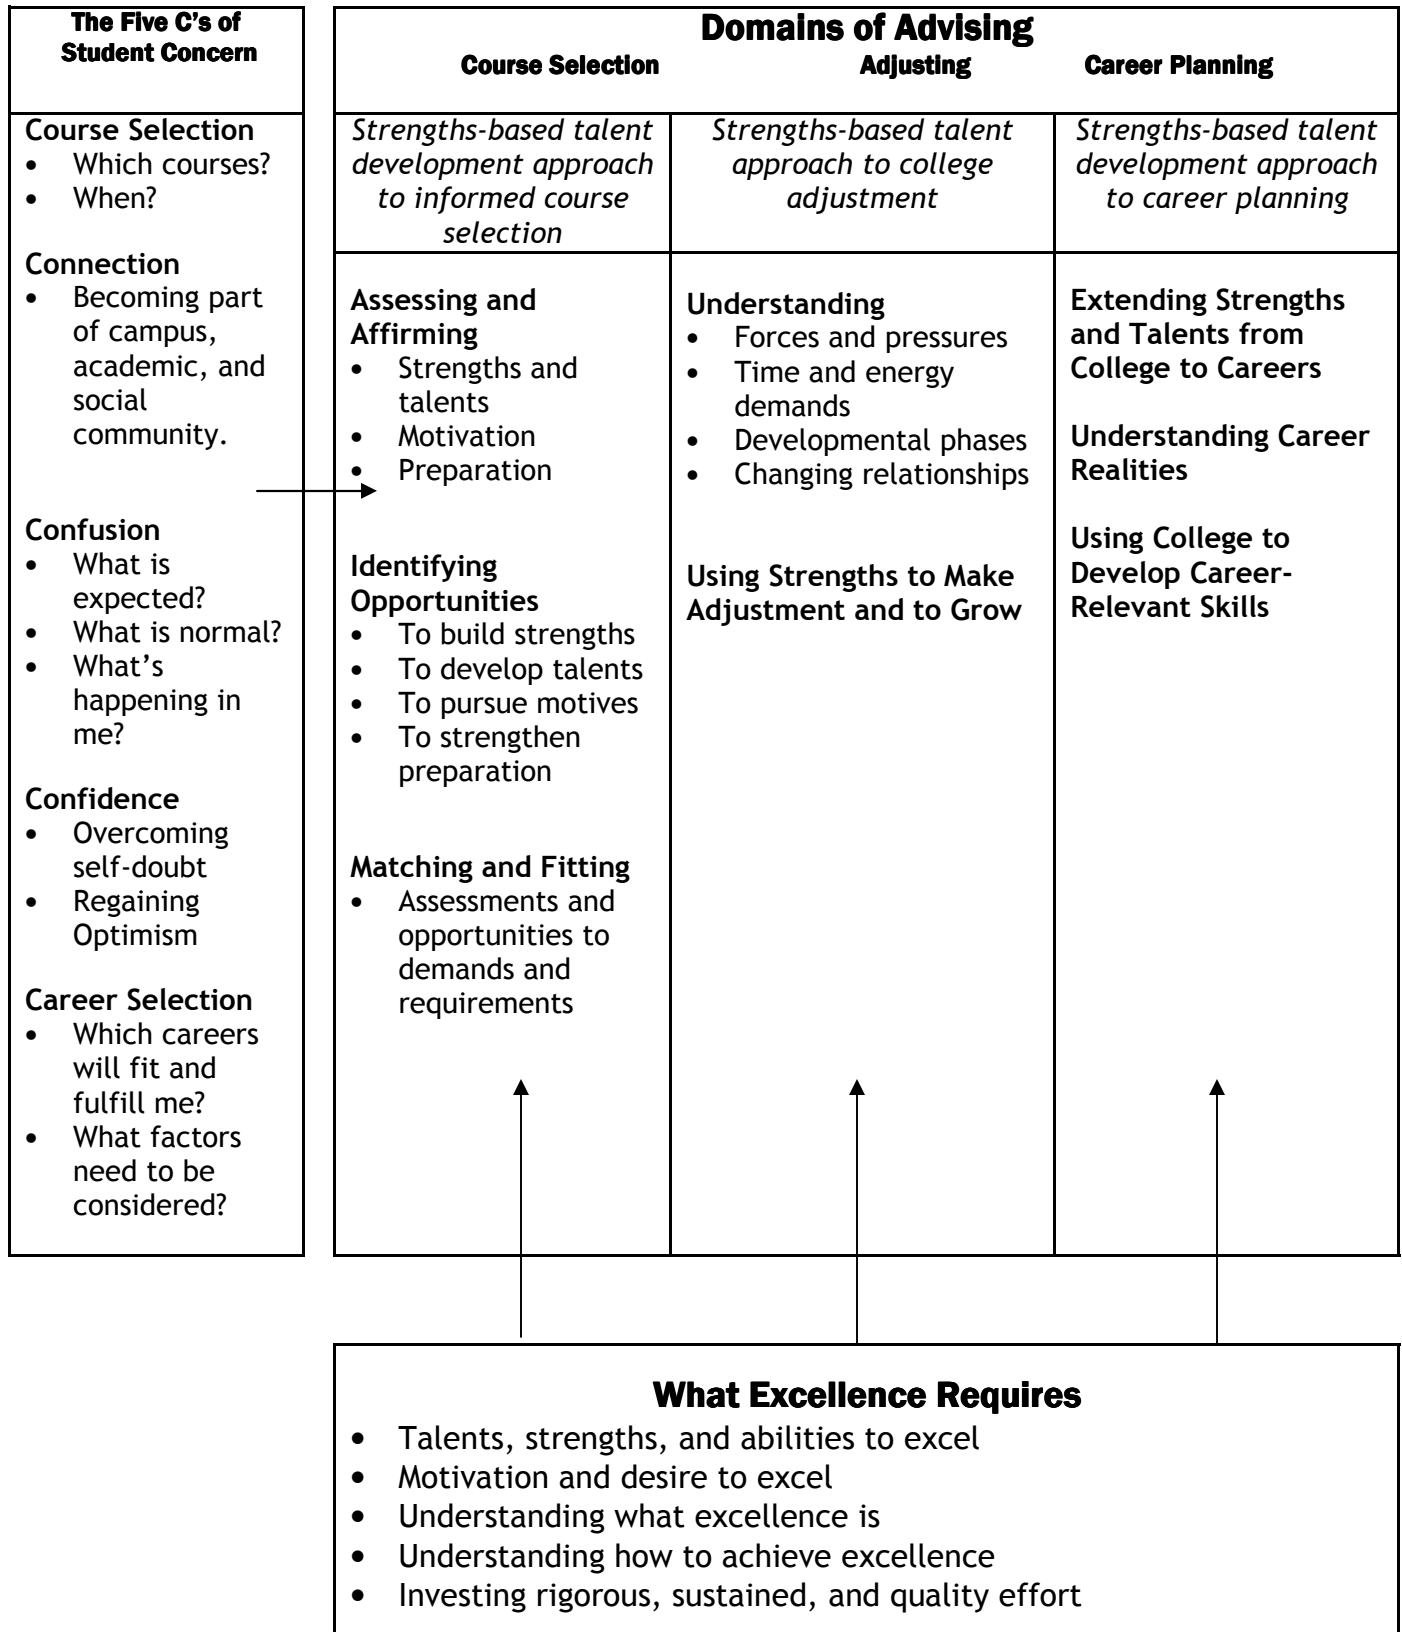 The Five C's of
Student Concern
Course Selection
• Which courses?
• When?
Connection
• Becoming part
of campus,
academic, and
social
community.
Confusion
• What is
expected?
• What is normal?
• What's
happening in
me?
Confidence
• Overcoming
self-doubt
• Regaining
Optimism
Career Selection
• Which careers
will fit and
fulfill me?
• What factors
need to be
considered?
Domains of Advising
Course Selection Adjusting Career Planning
Strengths-based talent
development approach
to informed course
selection
Assessing and
Affirming
• Strengths and
talents
• Motivation
• Preparation
Identifying
Opportunities
• To build strengths
• To develop talents
• To pursue motives
• To strengthen
preparation
Matching and Fitting
• Assessments and
opportunities to
demands and
requirements
Strengths-based talent
approach to college
adjustment
Understanding
• Forces and pressures
• Time and energy
demands
• Developmental phases
• Changing relationships
Using Strengths to Make
Adjustment and to Grow
Strengths-based talent
development approach
to career planning
Extending Strengths
and Talents from
College to Careers
Understanding Career
Realities
Using College to
Develop Career-
Relevant Skills
What Excellence Requires
• Talents, strengths, and abilities to excel
• Motivation and desire to excel
• Understanding what excellence is
• Understanding how to achieve excellence
• Investing rigorous, sustained, and quality effort